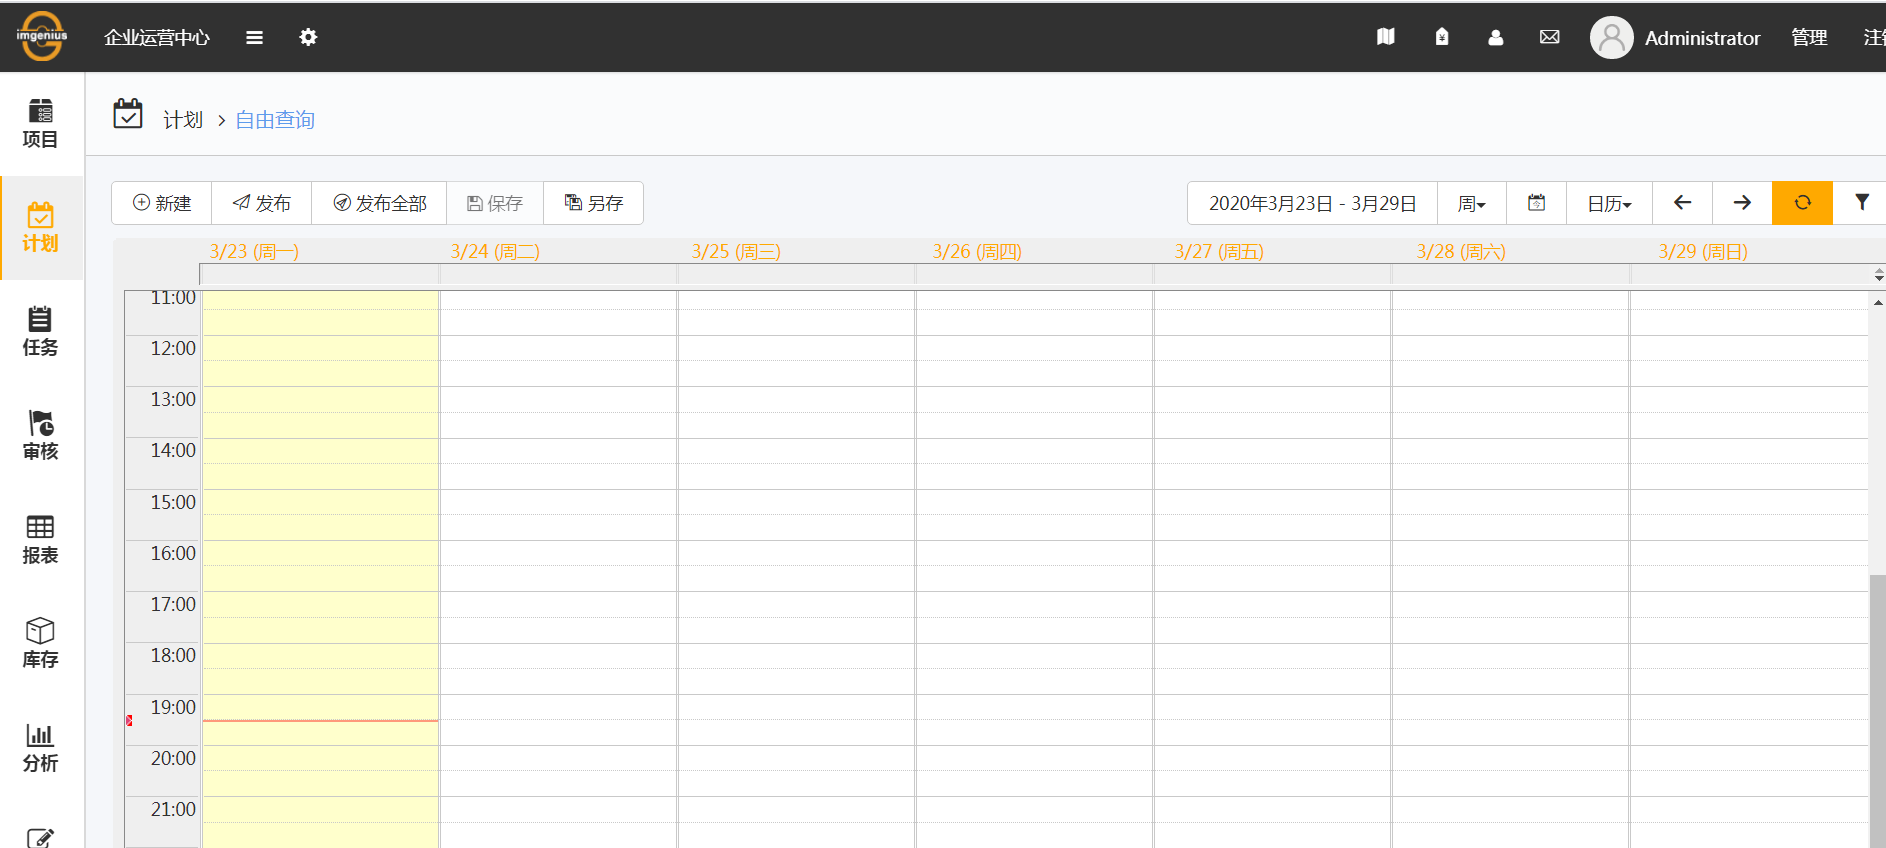 imgenius
企业运营中心
Administrator 管理
项目
计划
任务
审核
报表
库存
分析
计划 > 自由查询
新建 发布 发布全部 保存 另存
2020年3月23日 - 3月29日 周 日历
3/23 (周一) 3/24 (周二) 3/25 (周三) 3/26 (周四) 3/27 (周五) 3/28 (周六) 3/29 (周日)
11:00
12:00
13:00
14:00
15:00
16:00
17:00
18:00
19:00
20:00
21:00